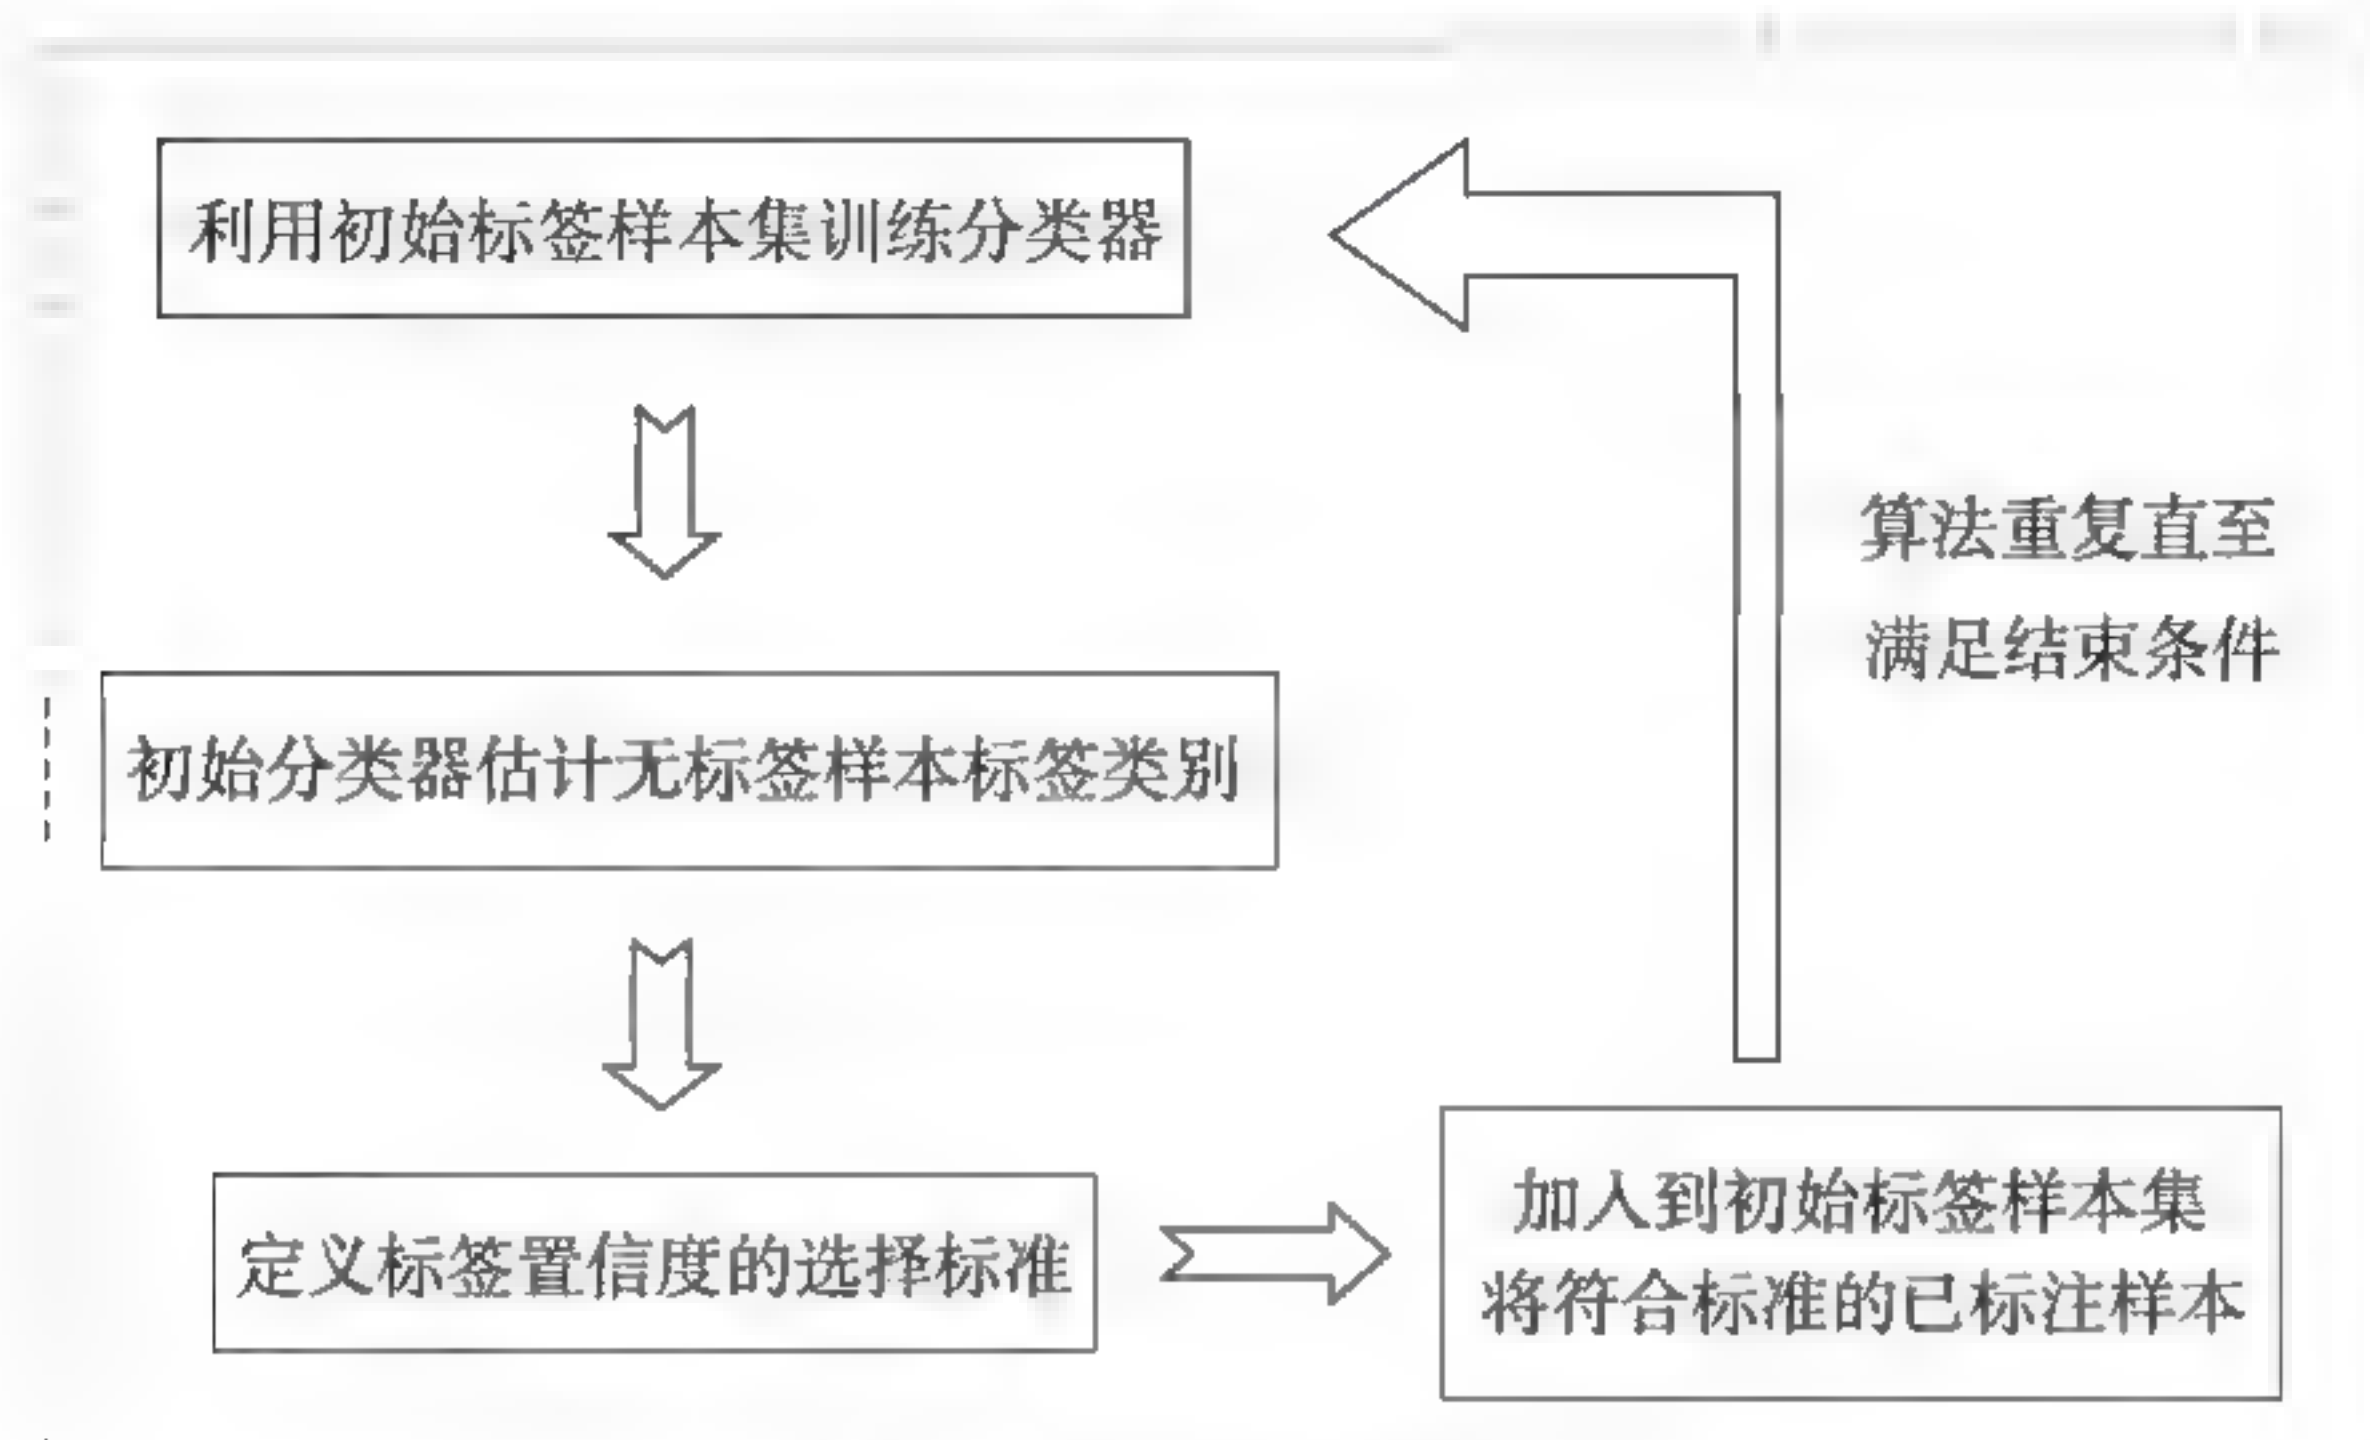 利用初始标签样本集训练分类器
算法重复直至
满足结束条件
初始分类器估计无标签样本标签类别
定义标签置信度的选择标准
加入到初始标签样本集
将符合标准的已标注样本